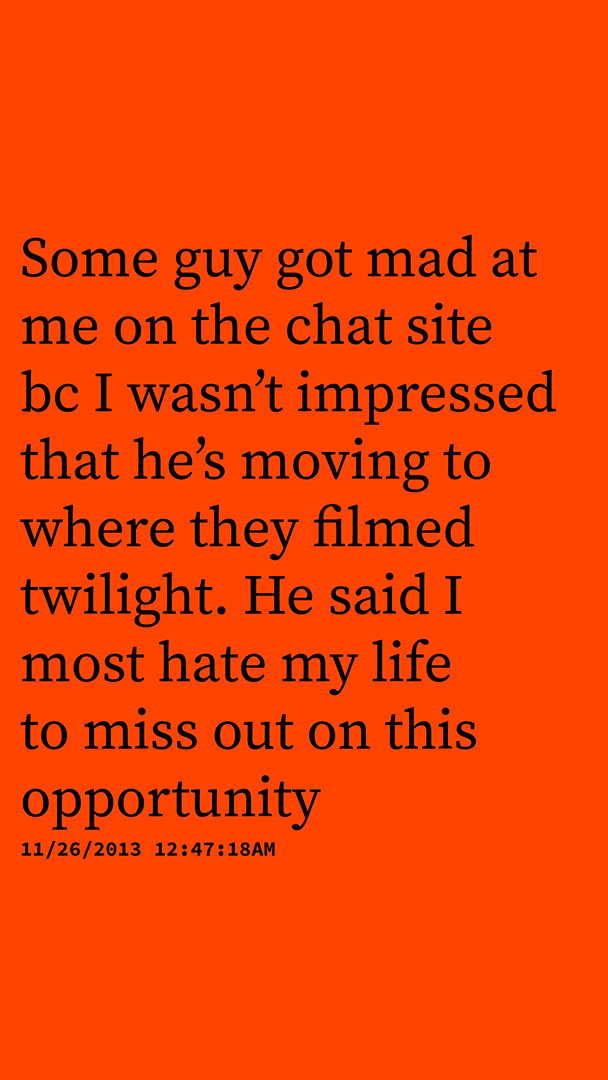 Some guy got mad at
me on the chat site
bc I wasn’t impressed
that he’s moving to
where they filmed
twilight. He said I
most hate my life
to miss out on this
opportunity
11/26/2013 12:47:18AM